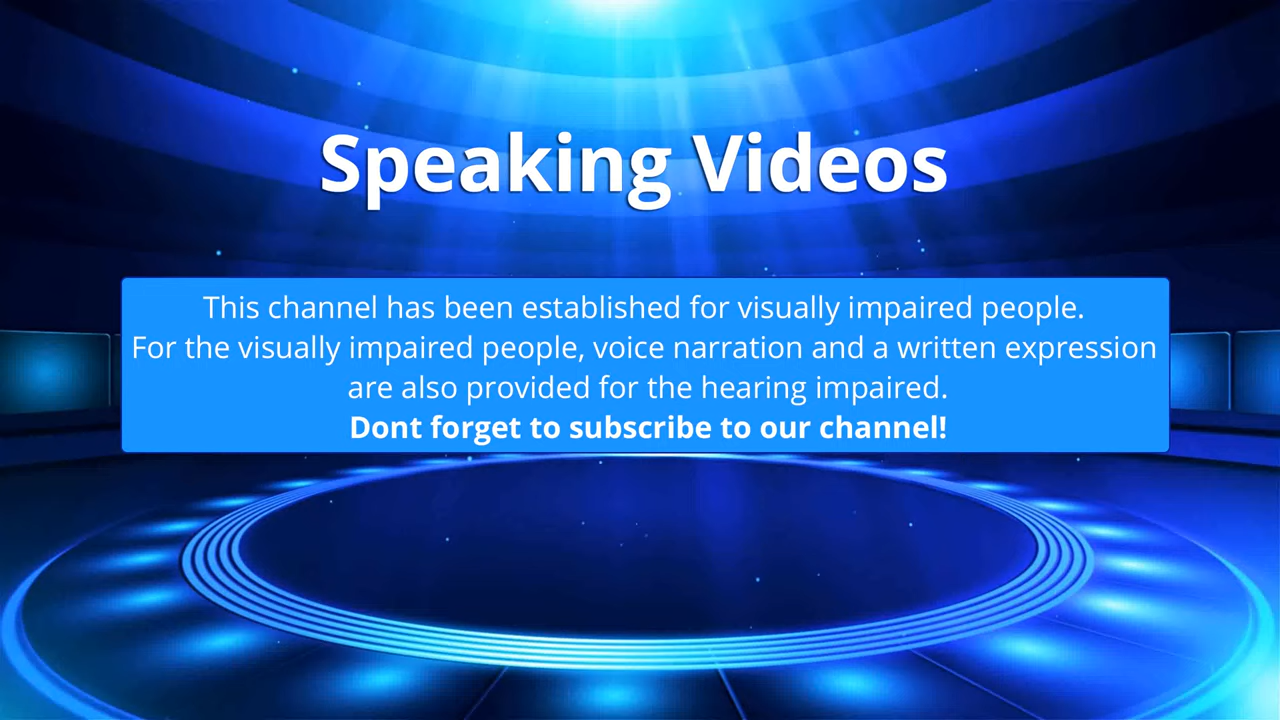 Speaking Videos
This channel has been established for visually impaired people.
For the visually impaired people, voice narration and a written expression
are also provided for the hearing impaired.
Dont forget to subscribe to our channel!